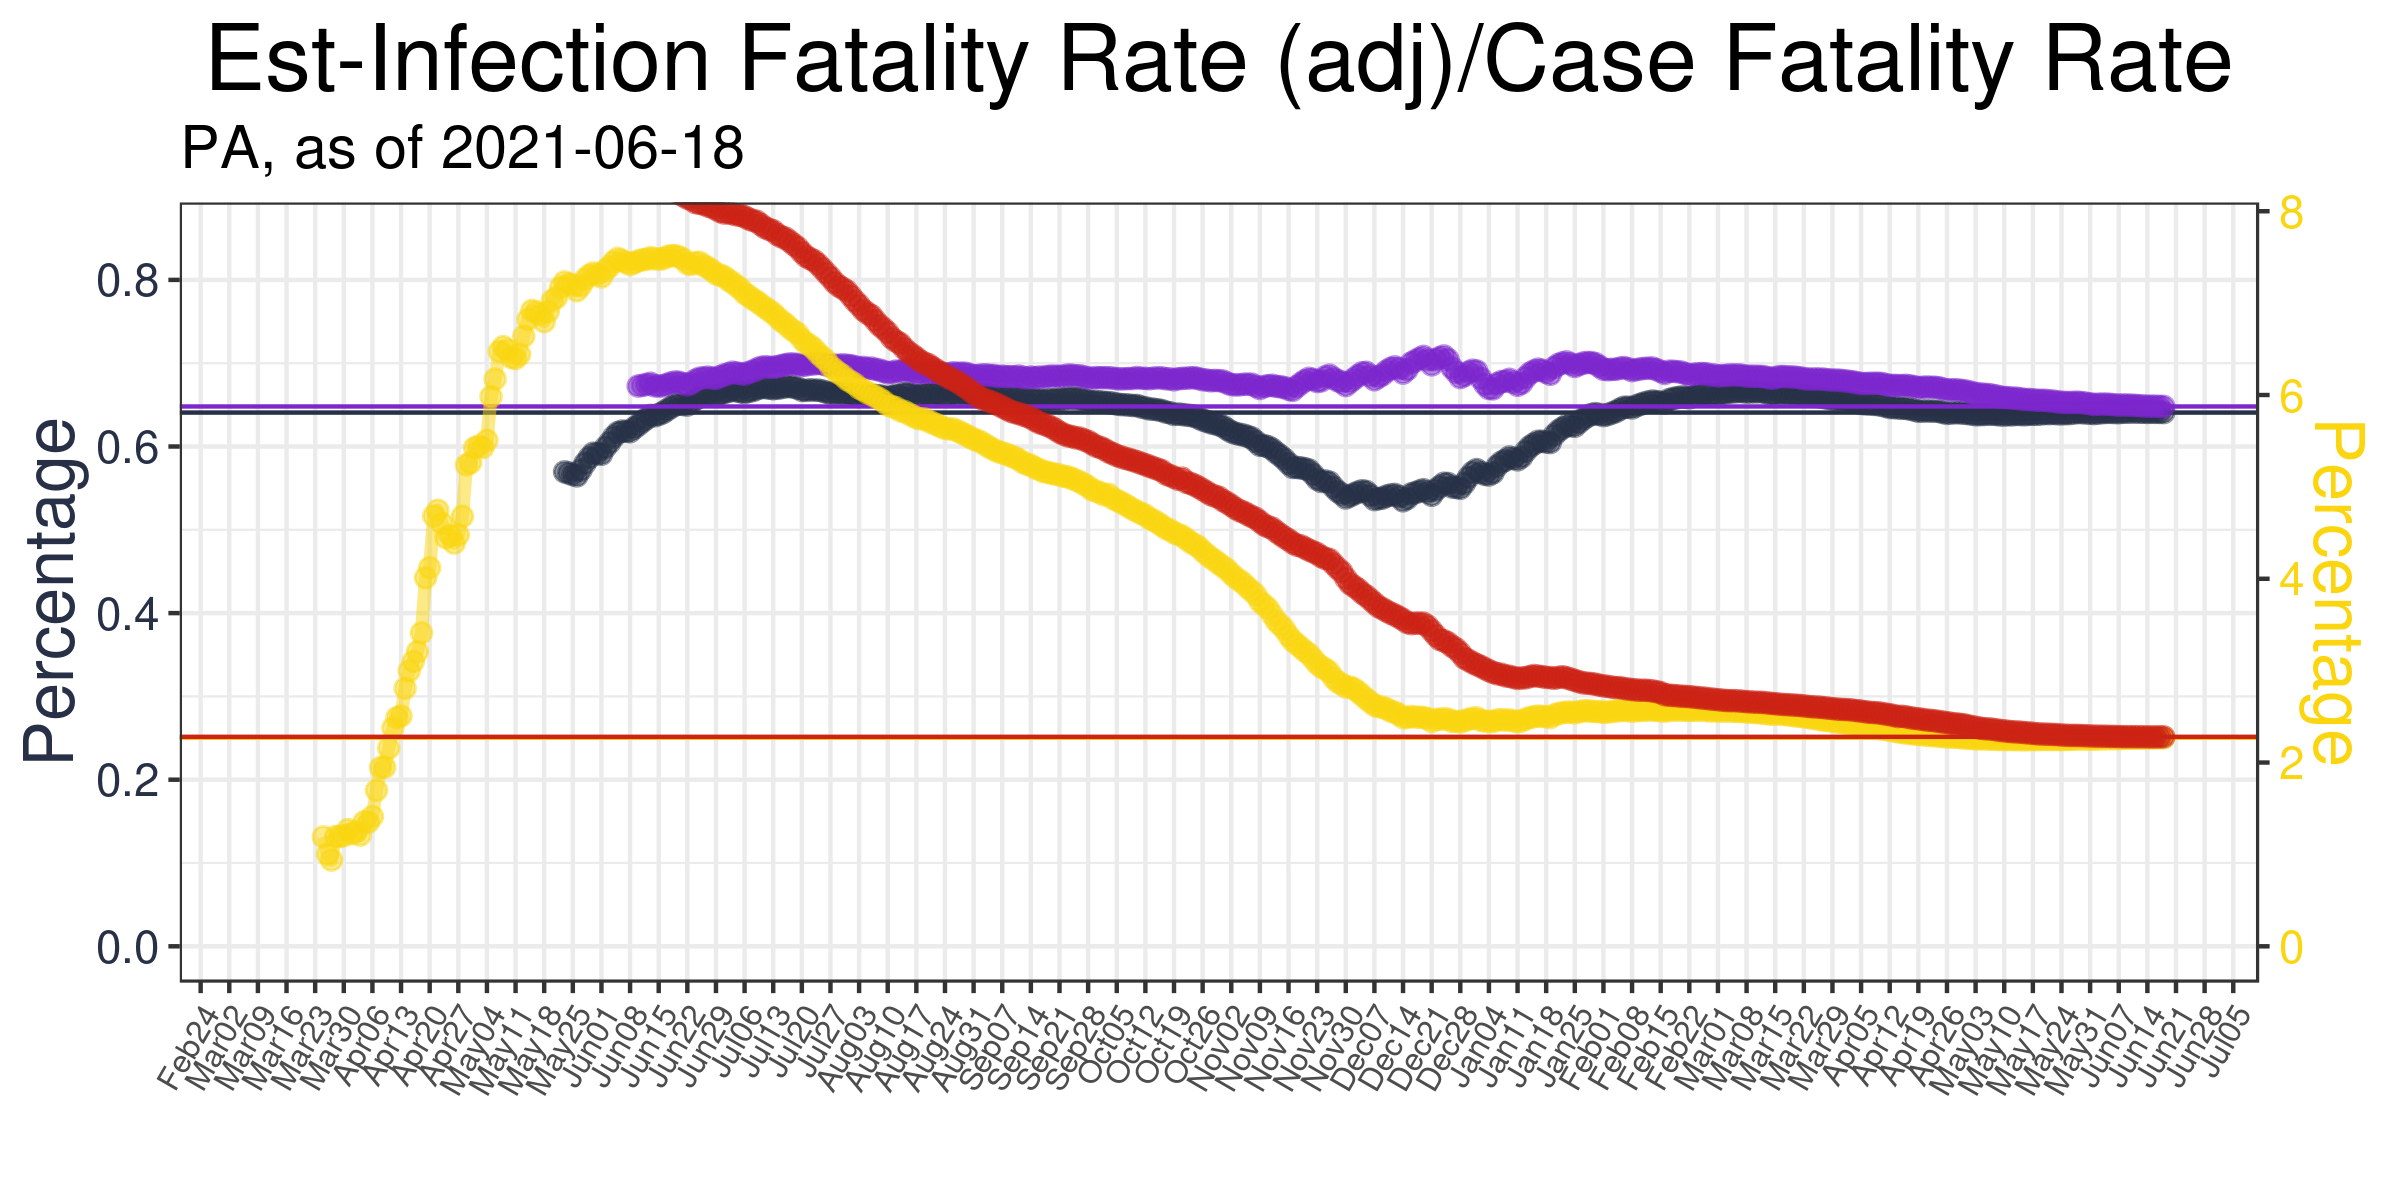 Est-Infection Fatality Rate (adj)/Case Fatality Rate
PA, as of 2021-06-18
Percentage
0.8
0.6
0.4
0.2
0.0
8
6
4
2
0
Percentage
Feb24
Mar02
Mar09
Mar16
Mar23
Mar30
Apr06
Apr13
Apr20
Apr27
May04
May11
May18
May25
Jun01
Jun08
Jun15
Jun22
Jun29
Jul06
Jul13
Jul20
Jul27
Aug03
Aug10
Aug17
Aug24
Aug31
Sep07
Sep14
Sep21
Sep28
Oct05
Oct12
Oct19
Oct26
Nov02
Nov09
Nov16
Nov23
Nov30
Dec07
Dec14
Dec21
Dec28
Jan04
Jan11
Jan18
Jan25
Feb01
Feb08
Feb15
Feb22
Mar01
Mar08
Mar15
Mar22
Mar29
Apr05
Apr12
Apr19
Apr26
May03
May10
May17
May24
May31
Jun07
Jun14
Jun21
Jun28
Jul05